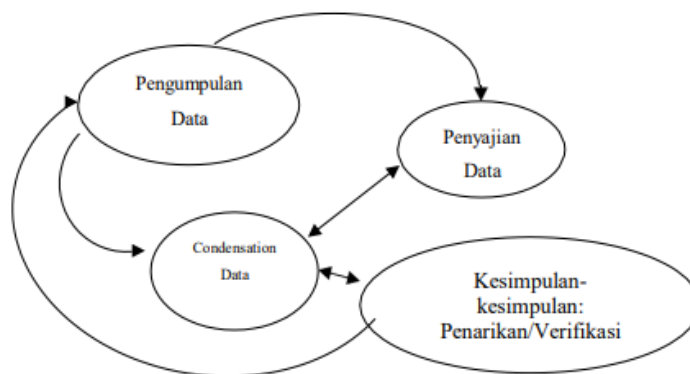 Pengumpulan
Data
Penyajian
Data
Condensation
Data
Kesimpulan-
kesimpulan:
Penarikan/Verifikasi